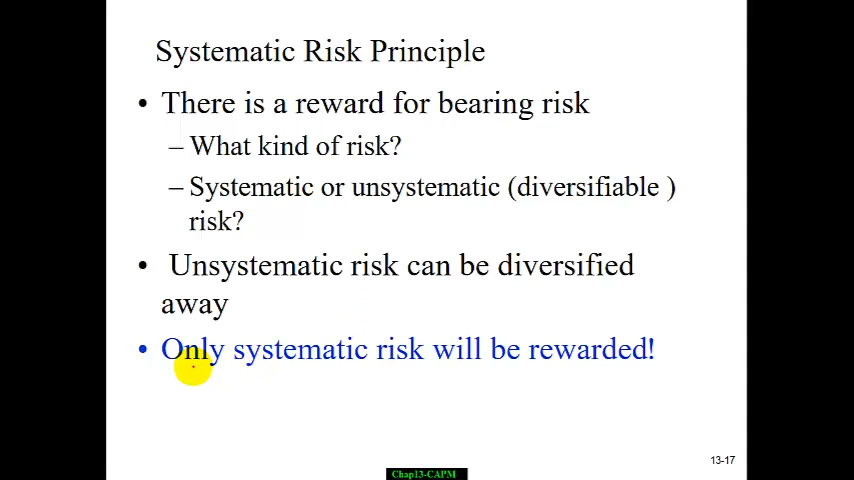 Systematic Risk Principle
• There is a reward for bearing risk
– What kind of risk?
– Systematic or unsystematic (diversifiable )
risk?
• Unsystematic risk can be diversified
away
• Only systematic risk will be rewarded!
13-17
Chap13-CAPM